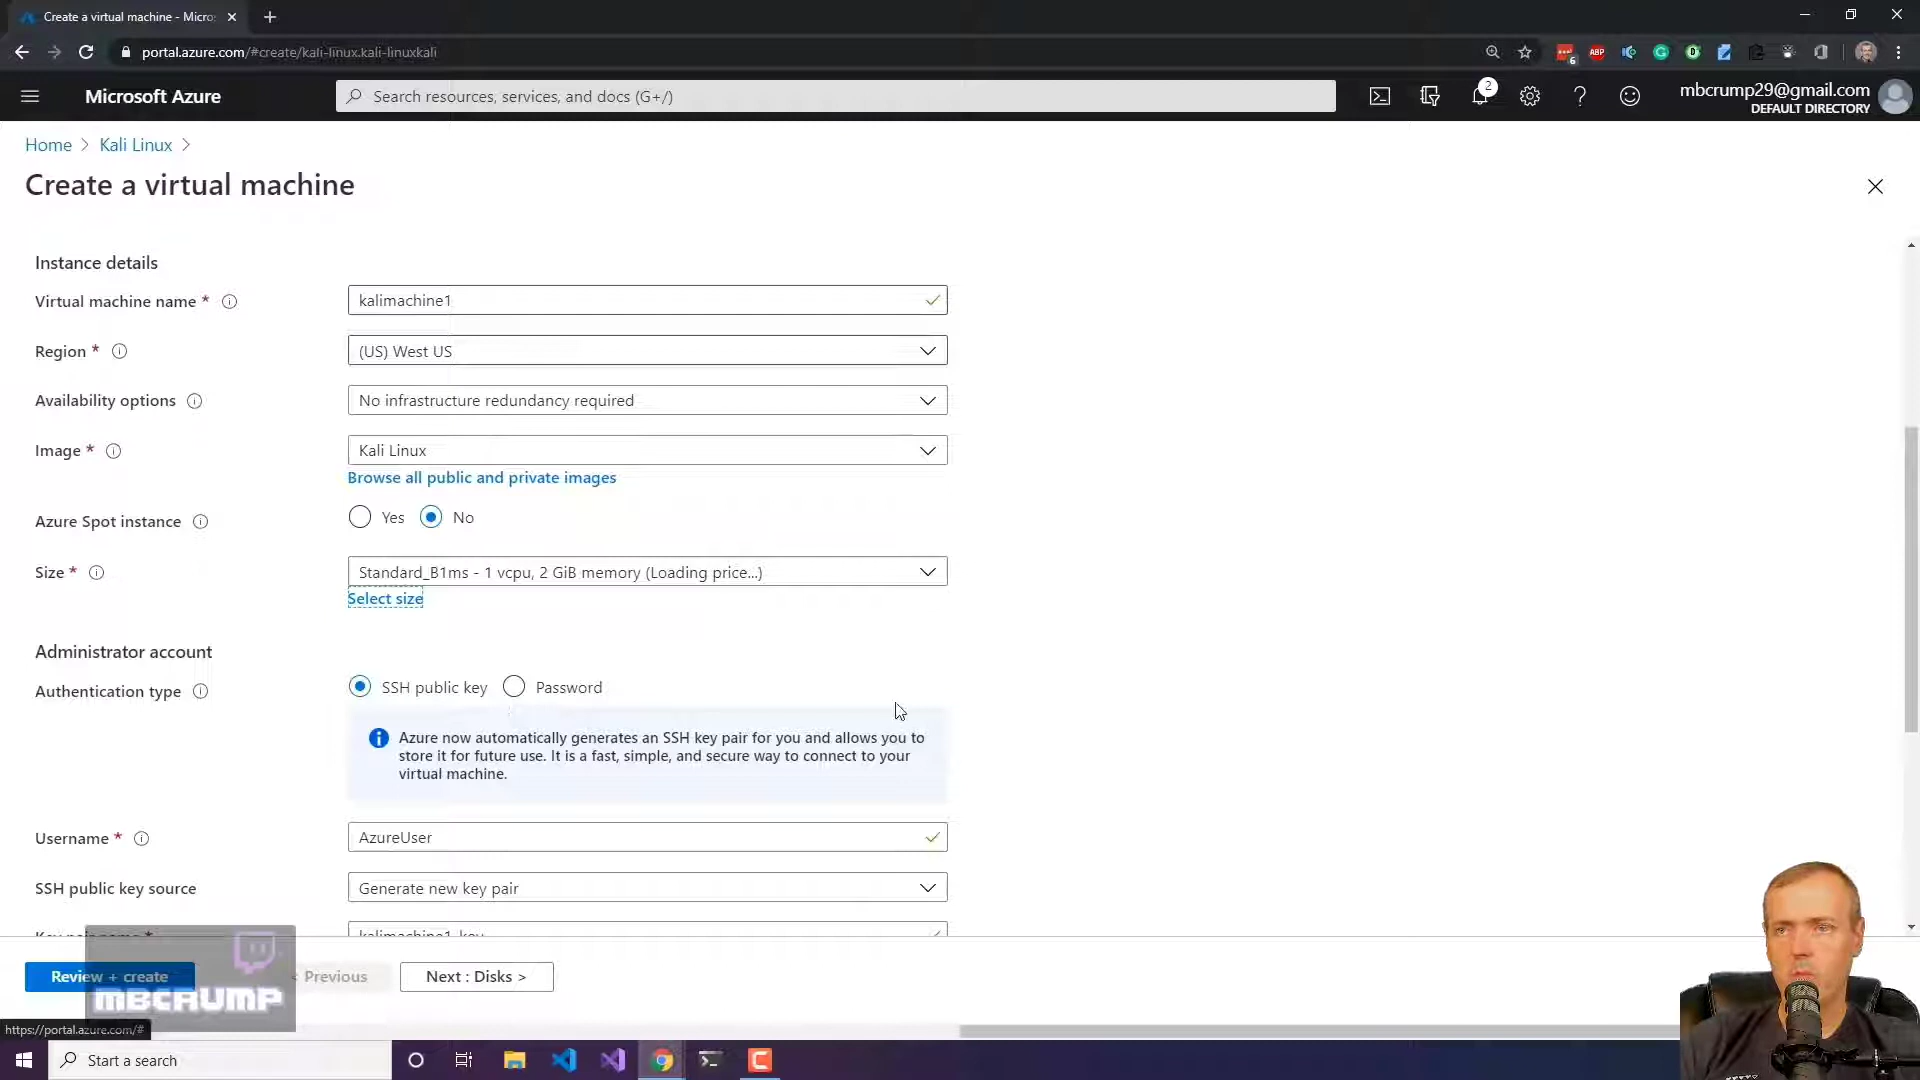 Create a virtual machine - Micro
portal.azure.com/#create/kali-linux.kali-linuxkali
6
ABP
Microsoft Azure
Search resources, services, and docs (G+/)
2
mbcrump29@gmail.com
DEFAULT DIRECTORY
Home > Kali Linux >
Create a virtual machine
Instance details
Virtual machine name *
kalimachine1
Region *
(US) West US
Availability options
No infrastructure redundancy required
Image *
Kali Linux
Browse all public and private images
Azure Spot instance
Yes
No
Size *
Standard_B1ms - 1 vcpu, 2 GiB memory (Loading price...)
Select size
Administrator account
Authentication type
SSH public key
Password
Azure now automatically generates an SSH key pair for you and allows you to
store it for future use. It is a fast, simple, and secure way to connect to your
virtual machine.
Username *
AzureUser
SSH public key source
Generate new key pair
Key pair name *
kalimachine1_key
Review + create
< Previous
Next : Disks >
MBCRUMP
https://portal.azure.com/#
Start a search